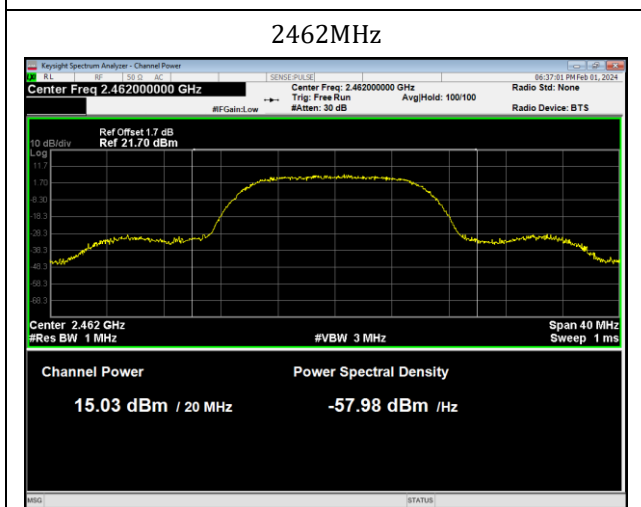 2462MHz
Keysight Spectrum Analyzer - Channel Power
RL RF 50 Ω AC SENSE:PULSE 06:37:01 PM Feb 01, 2024
Center Freq 2.462000000 GHz Center Freq: 2.462000000 GHz Radio Std: None
Trig: Free Run Avg|Hold: 100/100
#IFGain:Low #Atten: 30 dB Radio Device: BTS
Ref Offset 1.7 dB
10 dB/div Ref 21.70 dBm
Log
11.7
1.70
-8.30
-18.3
-28.3
-38.3
-48.3
-58.3
-68.3
Center 2.462 GHz Span 40 MHz
#Res BW 1 MHz #VBW 3 MHz Sweep 1 ms
Channel Power Power Spectral Density
15.03 dBm / 20 MHz -57.98 dBm /Hz
MSG STATUS